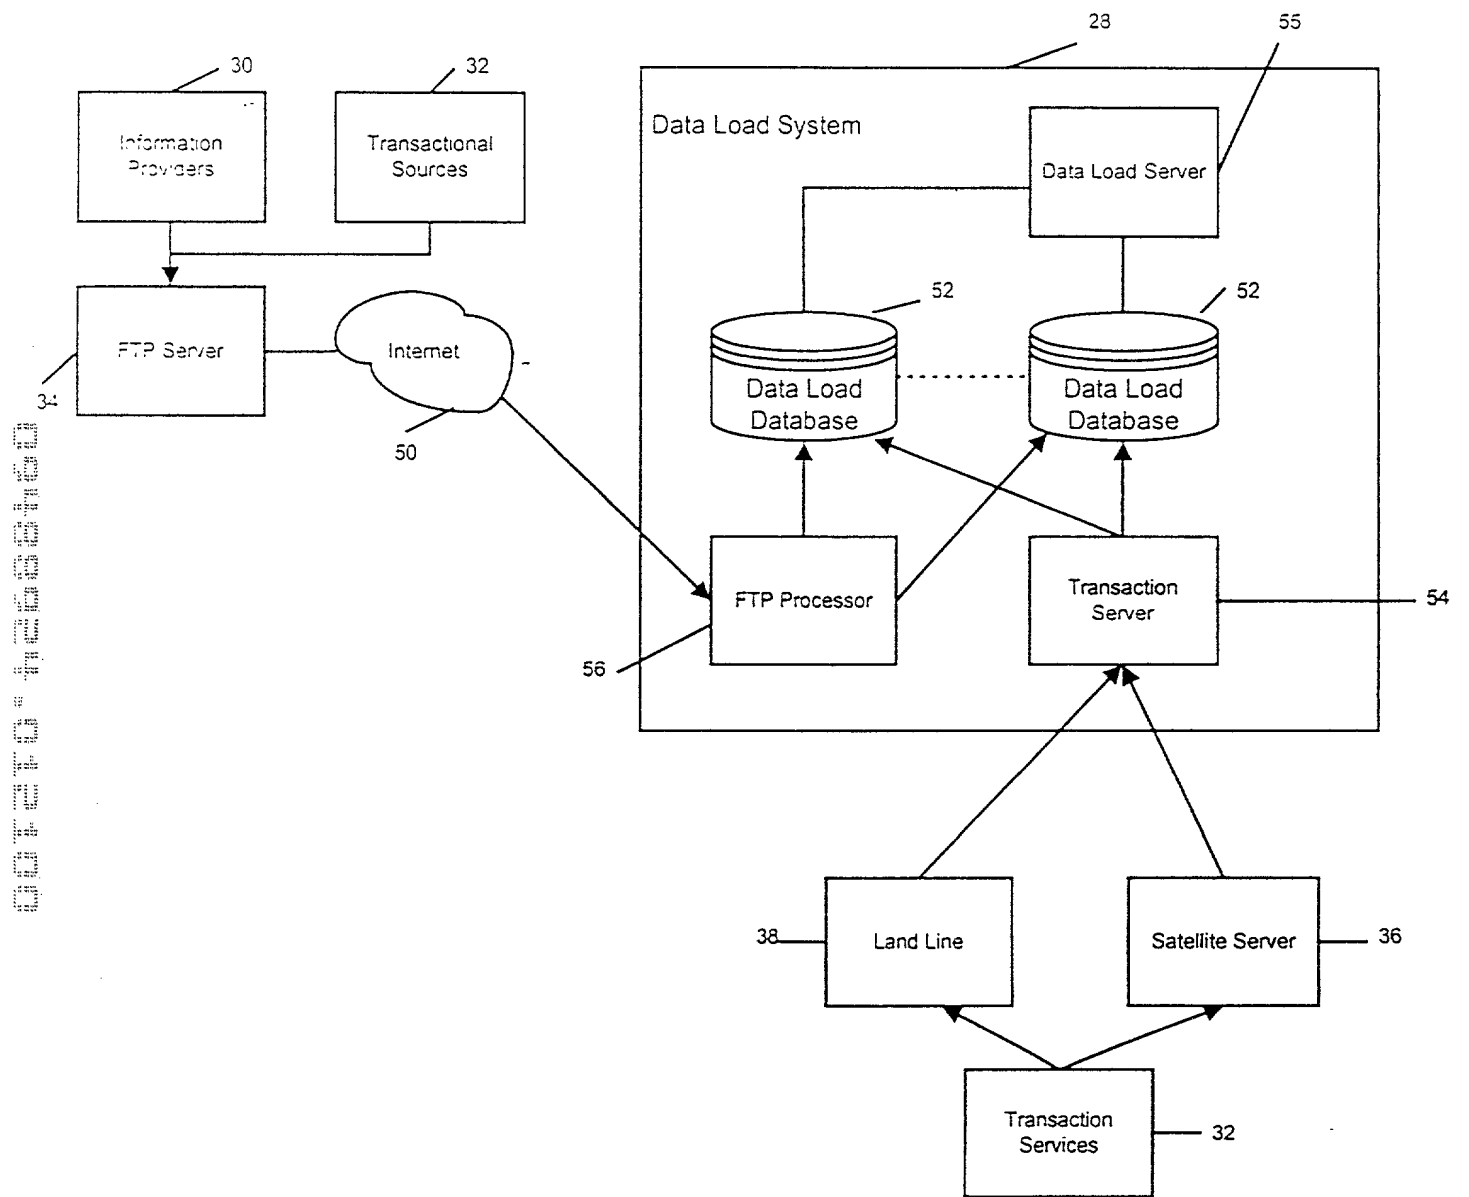 28
55
30
32
Information
Providers
Transactional
Sources
Data Load System
Data Load Server
FTP Server
34
Internet
50
52
52
Data Load
Database
Data Load
Database
FTP Processor
56
Transaction
Server
54
38
Land Line
Satellite Server
36
Transaction
Services
32